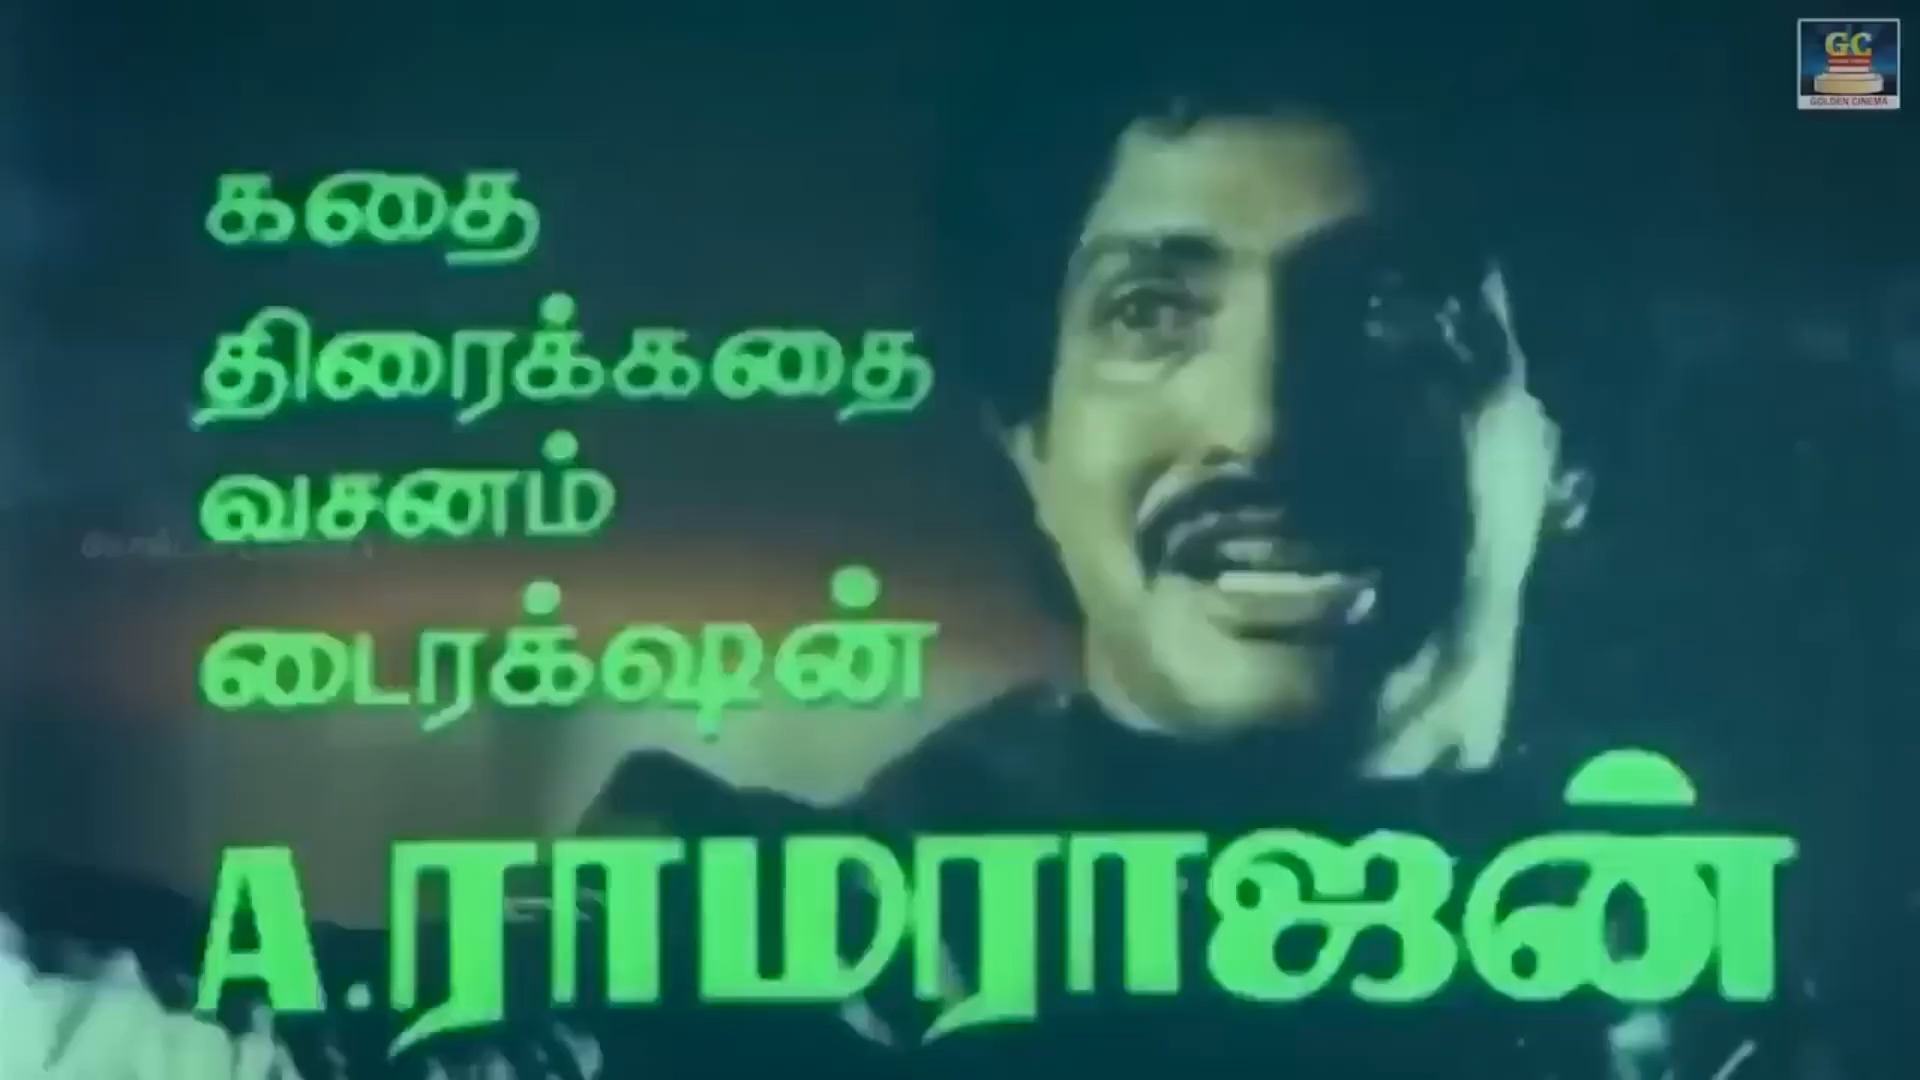 GC
GOLDEN CINEMA
கதை
திரைக்கதை
வசனம்
டைரக்‌ஷன்
A.ராமராஜன்